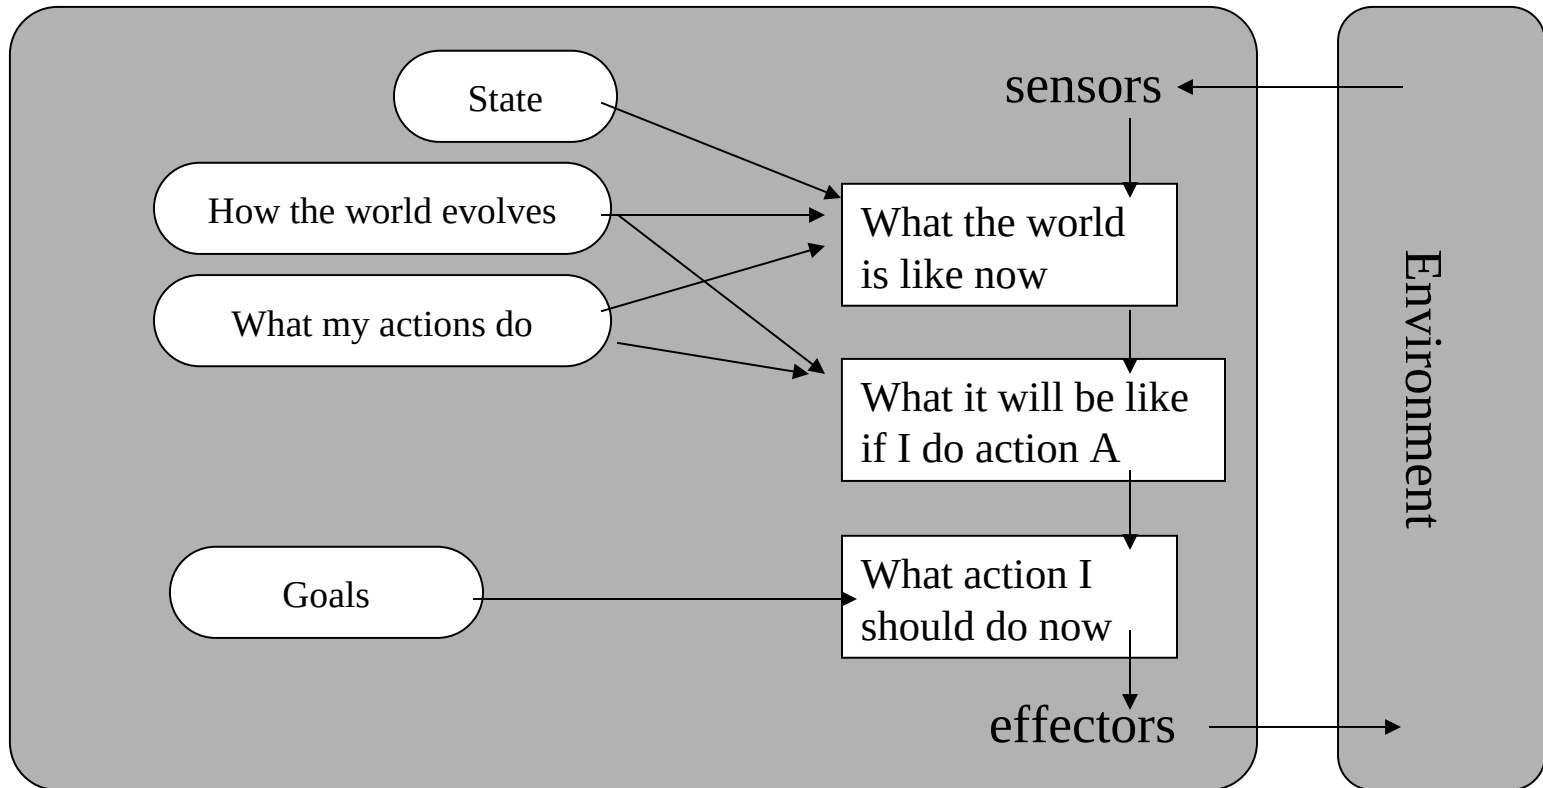 State
sensors
How the world evolves
What the world
is like now
What my actions do
What it will be like
if I do action A
Goals
What action I
should do now
effectors
Environment